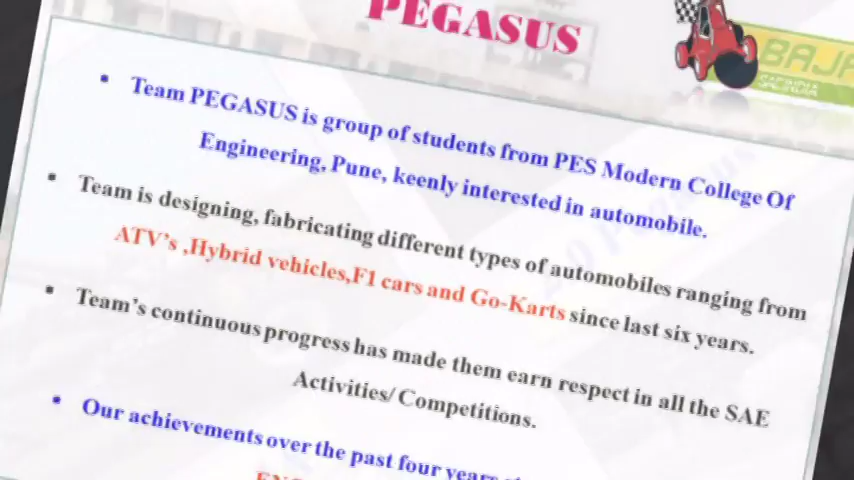 PEGASUS
BAJA
• Team PEGASUS is group of students from PES Modern College Of
Engineering, Pune, keenly interested in automobile.
• Team is designing, fabricating different types of automobiles ranging from
ATV's ,Hybrid vehicles,F1 cars and Go-Karts since last six years.
• Team's continuous progress has made them earn respect in all the SAE
Activities/ Competitions.
• Our achievements over the past four years